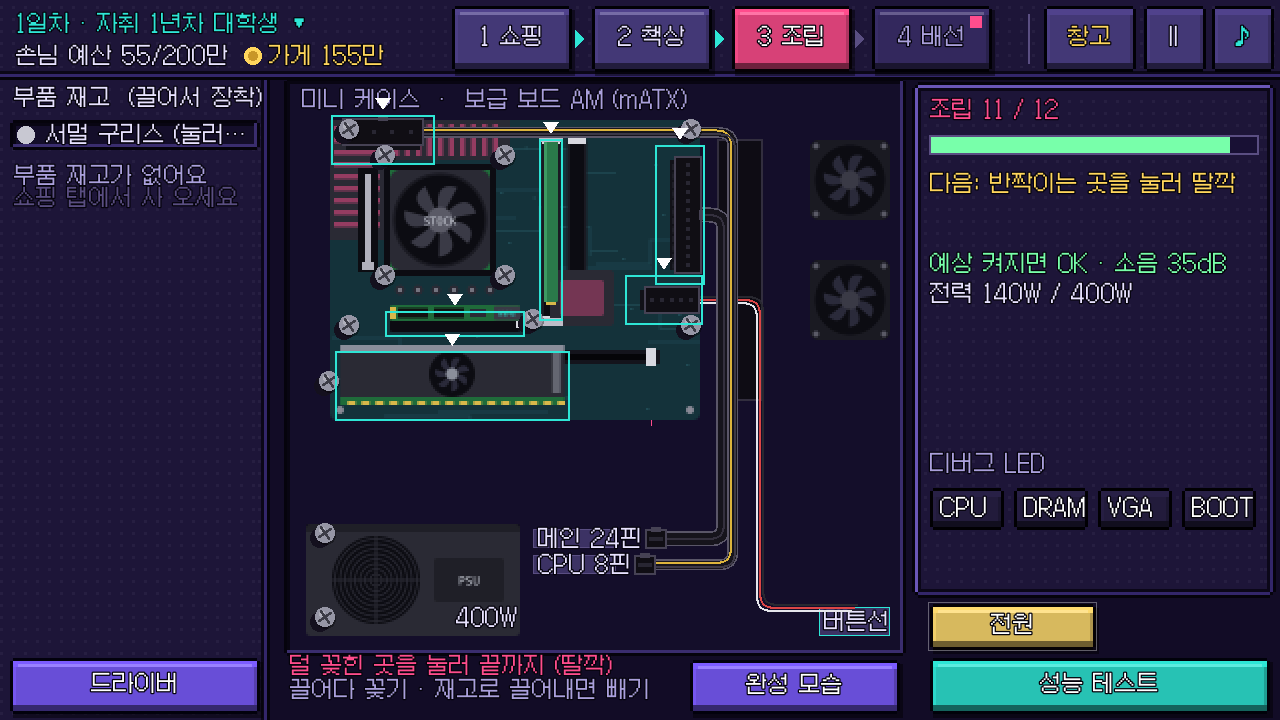 1일차 · 자취 1년차 대학생 ▼
손님 예산 55/200만 가게 155만
1 쇼핑
2 책상
3 조립
4 배선
창고
부품 재고 (끌어서 장착)
서멀 구리스 (눌러…
부품 재고가 없어요
쇼핑 탭에서 사 오세요
미니 케이스 · 보급 보드 AM (mATX)
STOCK
메인 24핀
CPU 8핀
PSU
400W
버튼선
조립 11 / 12
다음: 반짝이는 곳을 눌러 딸깍
예상 켜지면 OK · 소음 35dB
전력 140W / 400W
디버그 LED
CPU
DRAM
VGA
BOOT
전원
드라이버
덜 꽂힌 곳을 눌러 끝까지 (딸깍)
끌어다 꽂기 · 재고로 끌어내면 빼기
완성 모습
성능 테스트